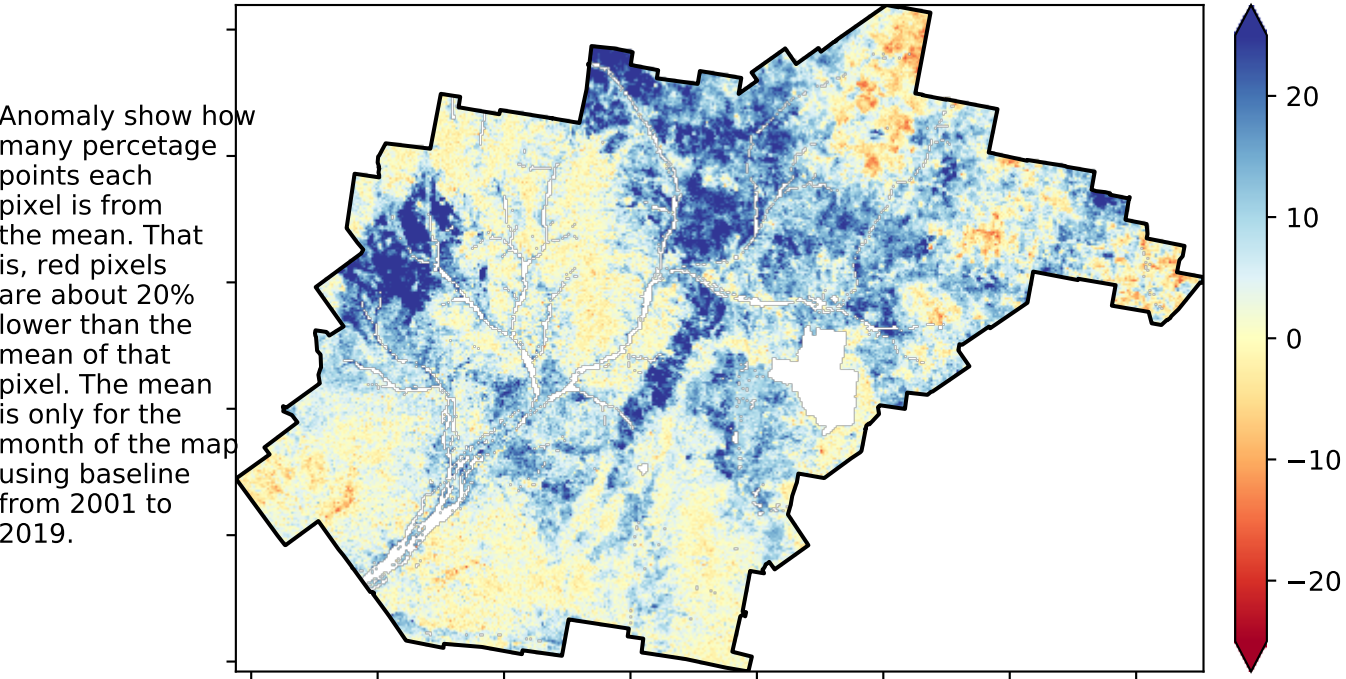 Anomaly show how
many percetage
points each
pixel is from
the mean. That
is, red pixels
are about 20%
lower than the
mean of that
pixel. The mean
is only for the
month of the map
using baseline
from 2001 to
2019.
20
10
0
−10
−20